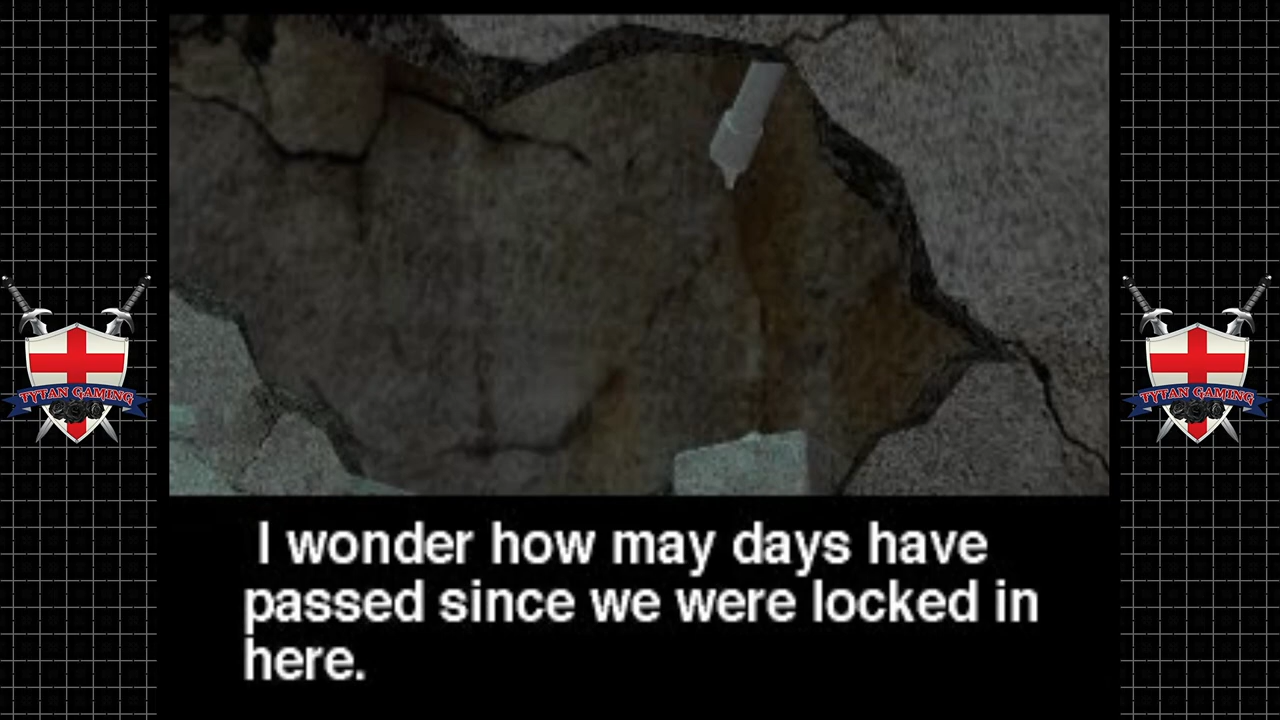 I wonder how may days have
passed since we were locked in
here.
TYTAN GAMING
TYTAN GAMING